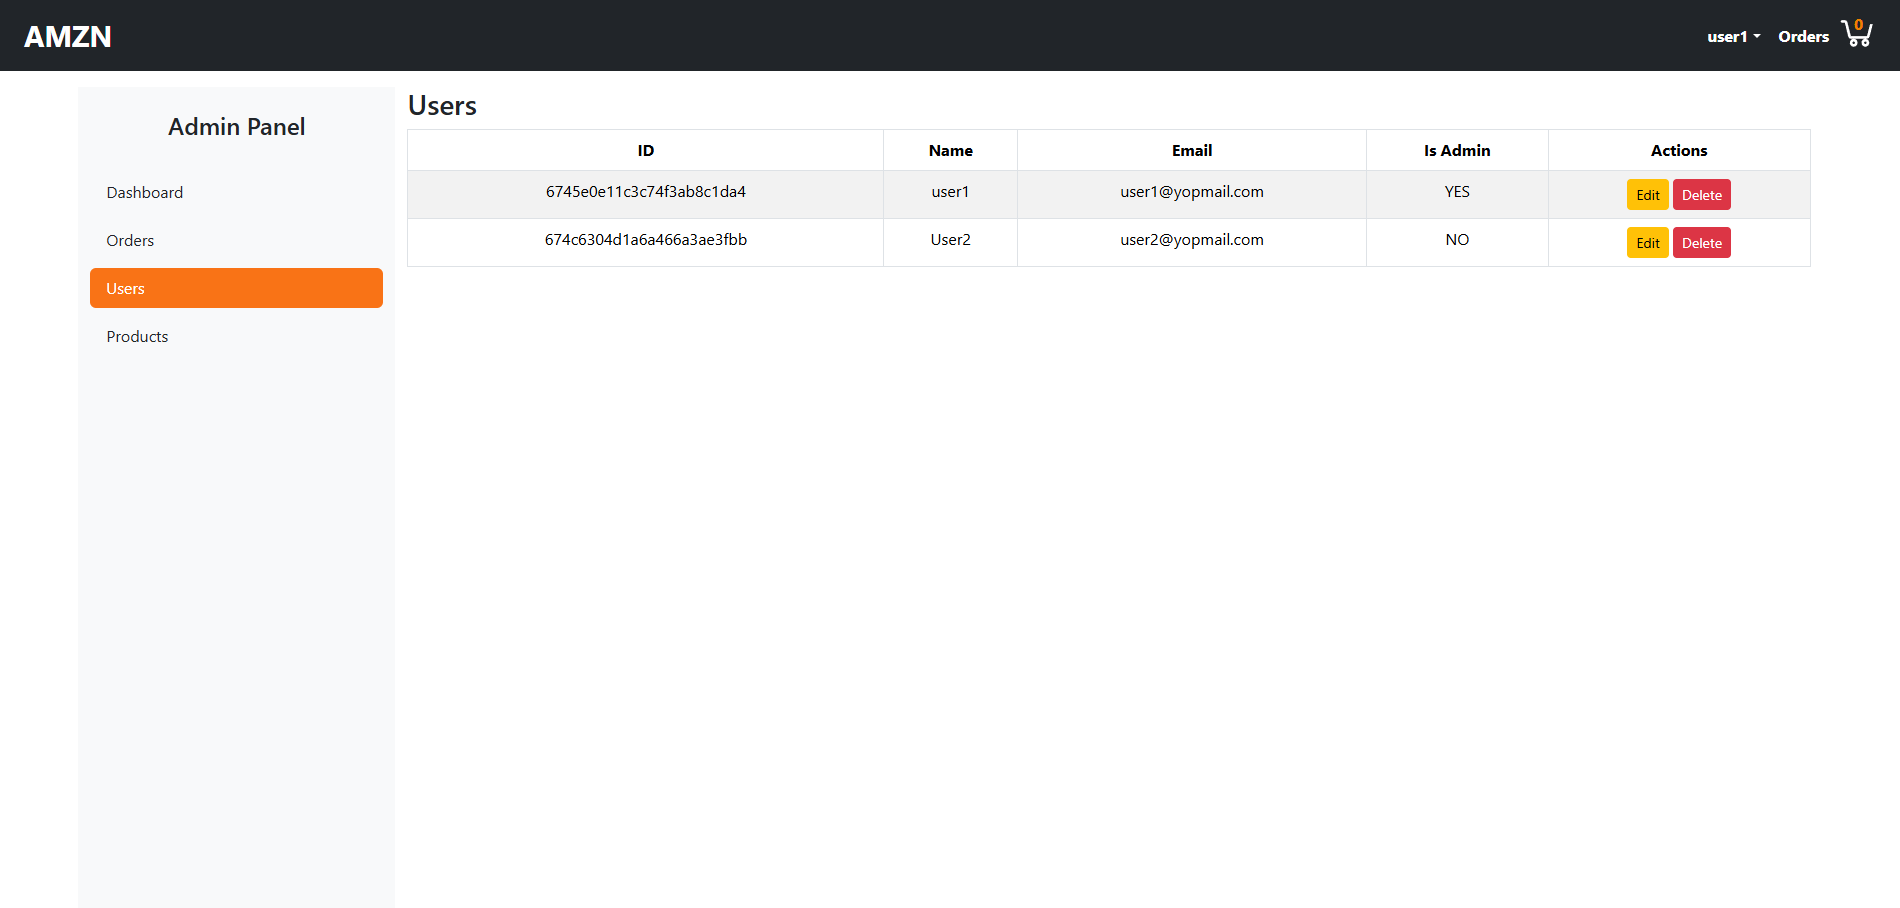 AMZN
user1 Orders 0
Admin Panel
Dashboard
Orders
Users
Products
Users
ID Name Email Is Admin Actions
6745e0e11c3c74f3ab8c1da4 user1 user1@yopmail.com YES Edit Delete
674c6304d1a6a466a3ae3fbb User2 user2@yopmail.com NO Edit Delete